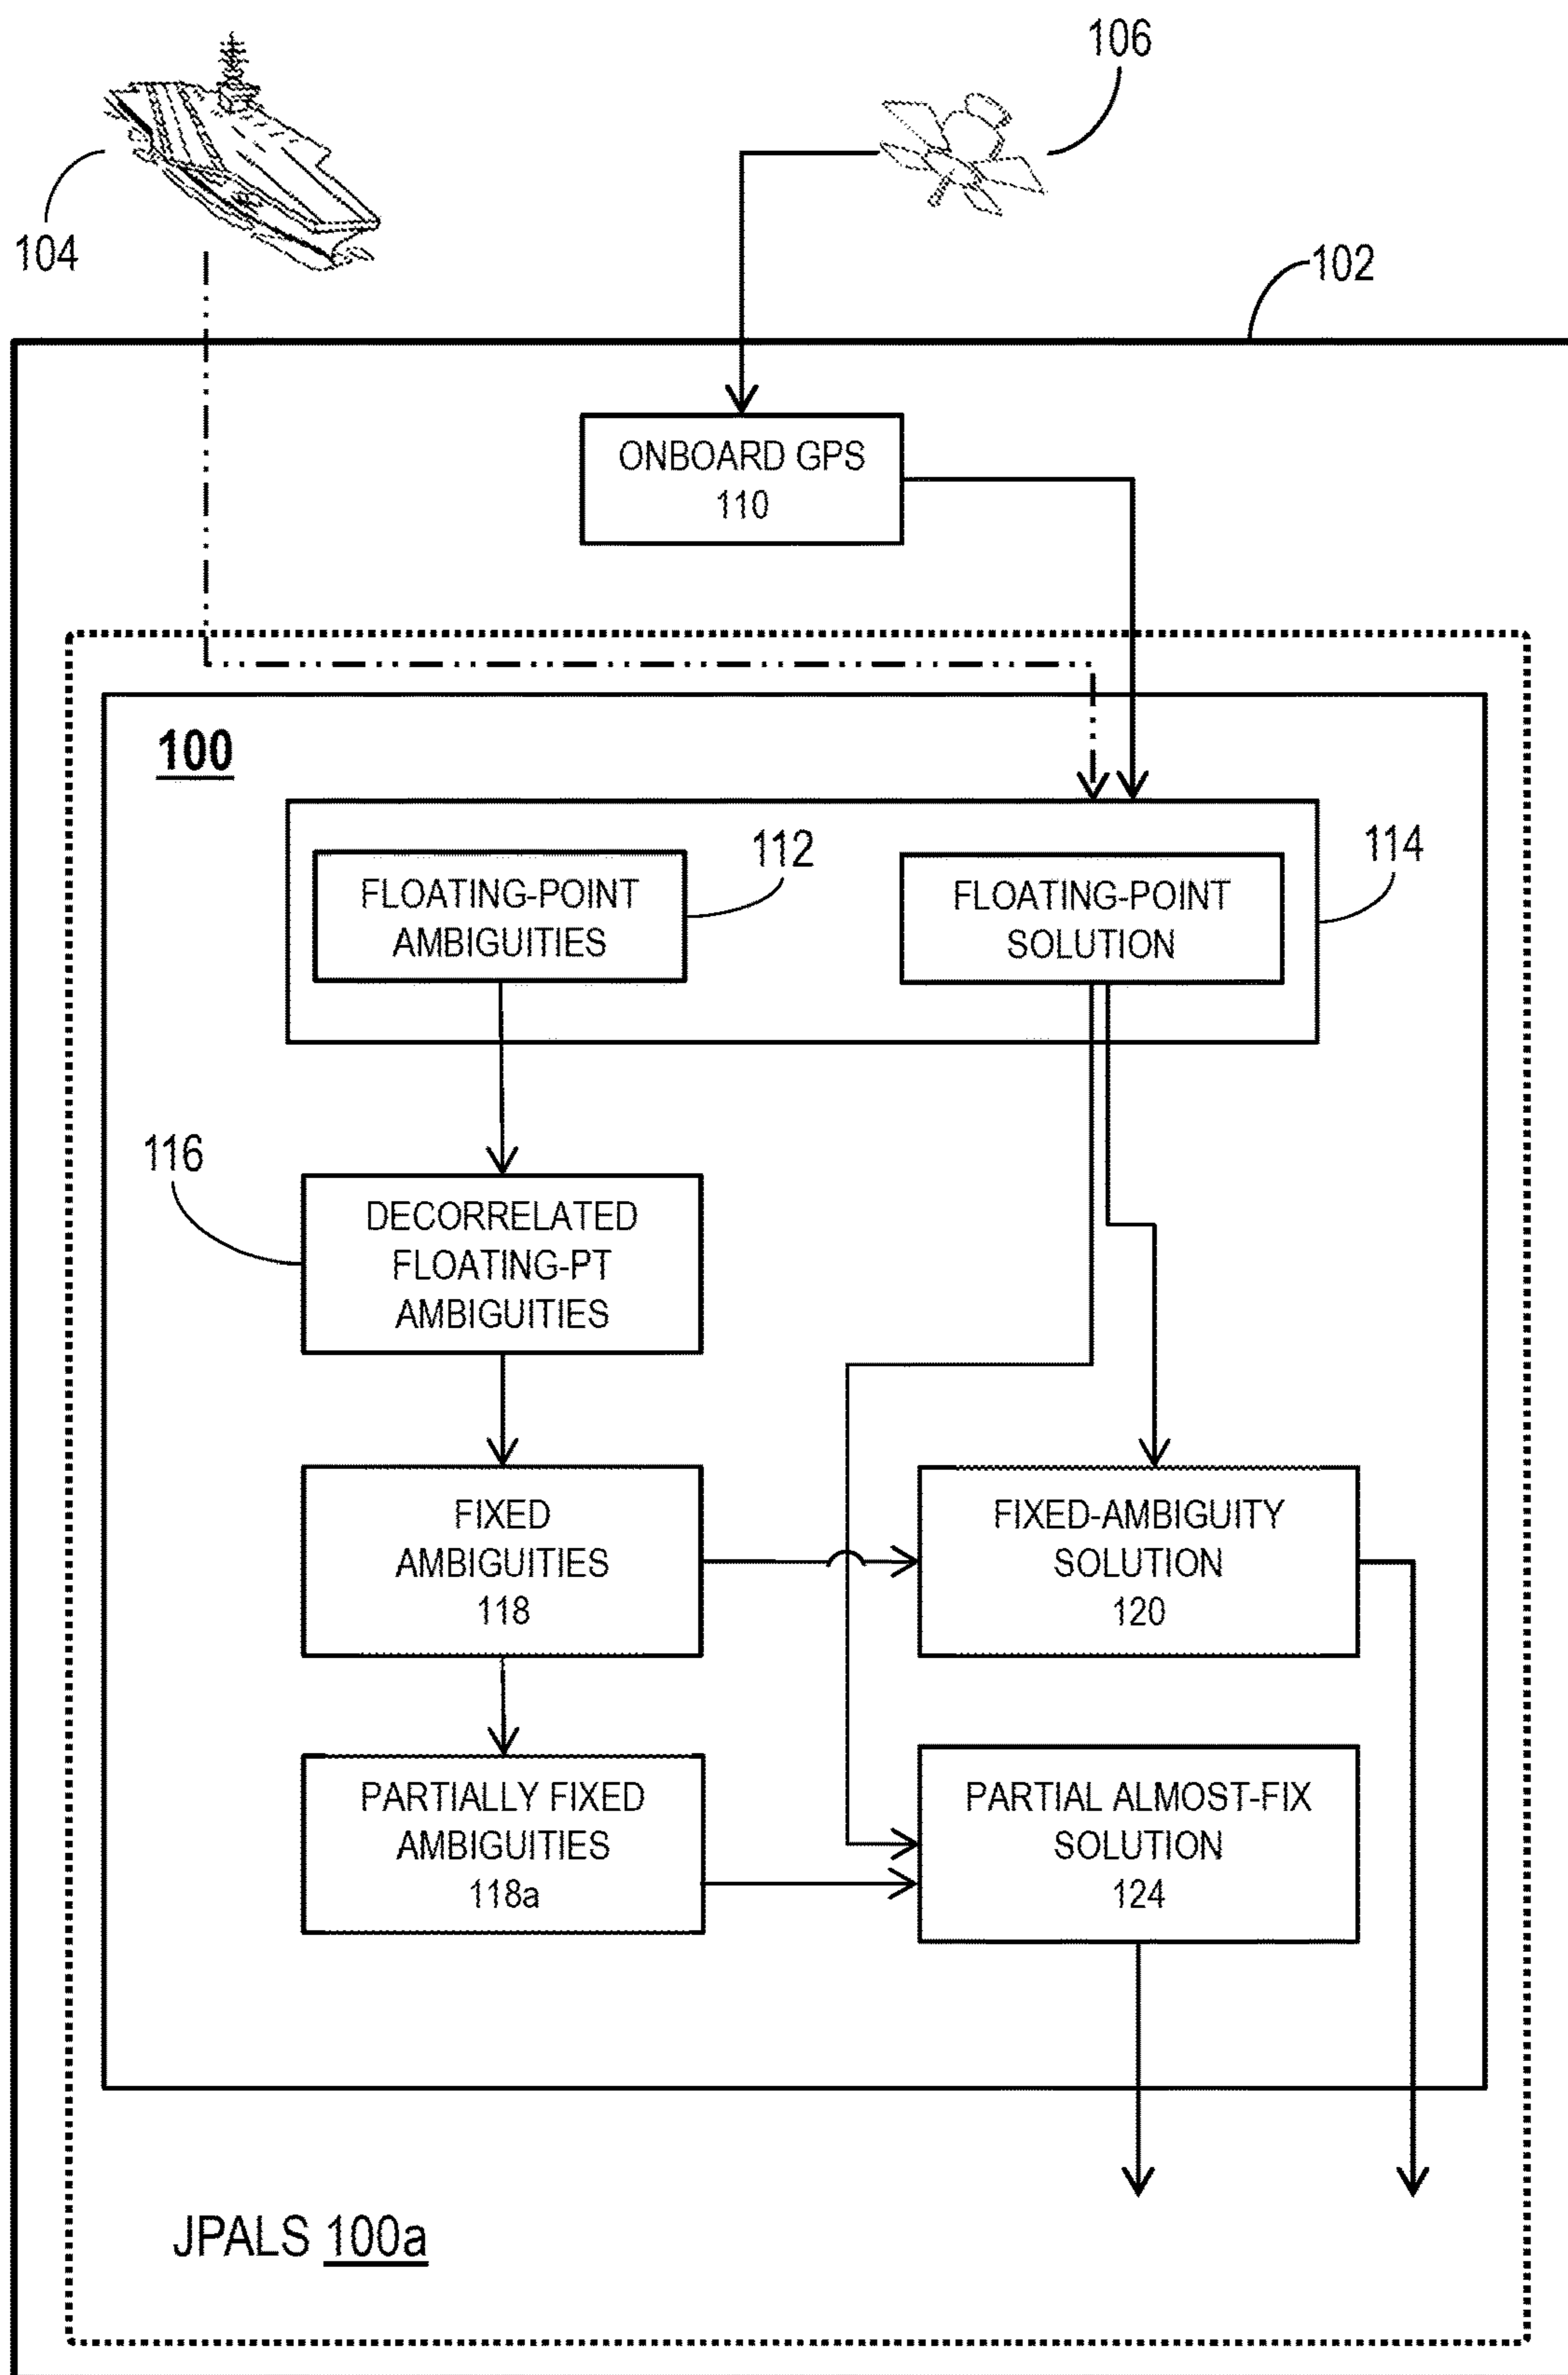 106
104
102
ONBOARD GPS
110
100
112
114
FLOATING-POINT
AMBIGUITIES
FLOATING-POINT
SOLUTION
116
DECORRELATED
FLOATING-PT
AMBIGUITIES
FIXED
AMBIGUITIES
118
FIXED-AMBIGUITY
SOLUTION
120
PARTIALLY FIXED
AMBIGUITIES
118a
PARTIAL ALMOST-FIX
SOLUTION
124
JPALS 100a